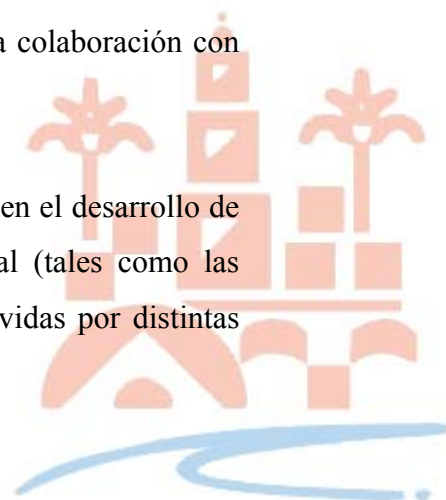 a colaboración con
en el desarrollo de
al (tales como las
vidas por distintas